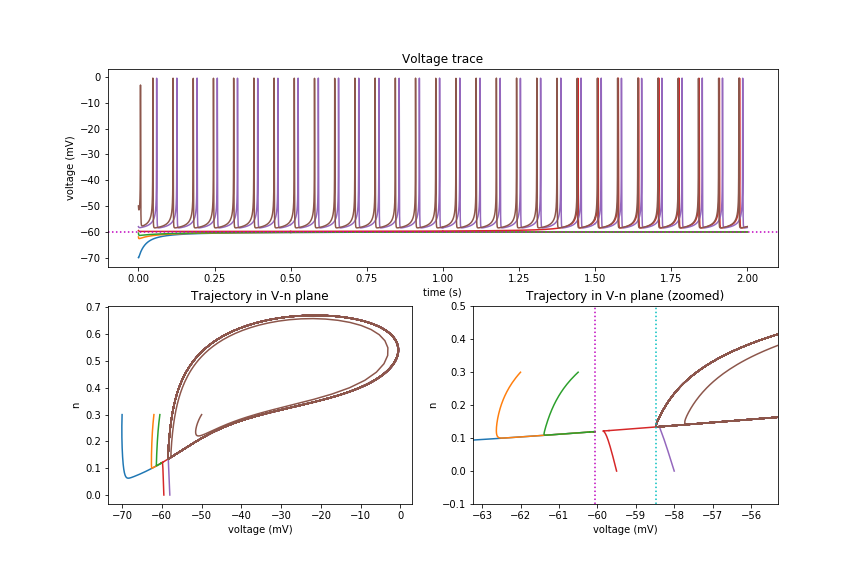 Voltage trace
voltage (mV)
0
−10
−20
−30
−40
−50
−60
−70
0.00 0.25 0.50 0.75 1.00 1.25 1.50 1.75 2.00
time (s)
Trajectory in V-n plane
n
0.7
0.6
0.5
0.4
0.3
0.2
0.1
0.0
−70 −60 −50 −40 −30 −20 −10 0
voltage (mV)
Trajectory in V-n plane (zoomed)
n
0.5
0.4
0.3
0.2
0.1
0.0
−0.1
−63 −62 −61 −60 −59 −58 −57 −56
voltage (mV)